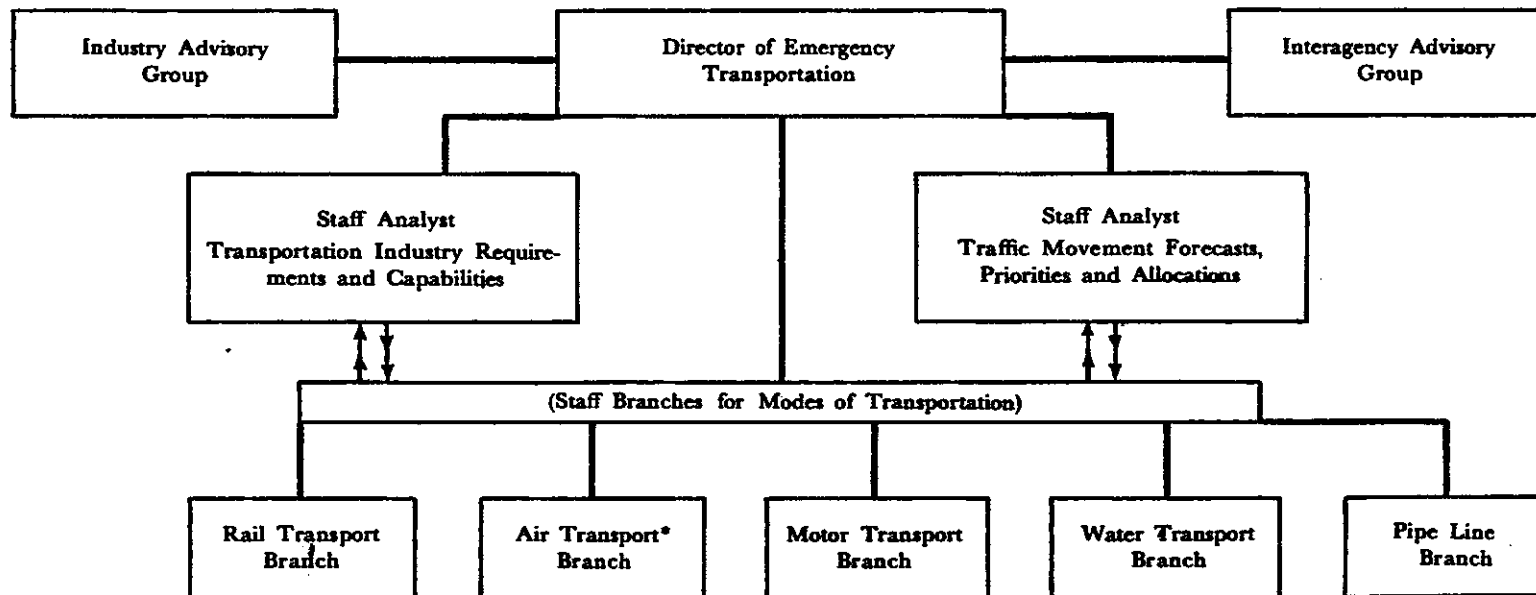 Industry Advisory
Group
Director of Emergency
Transportation
Interagency Advisory
Group
Staff Analyst
Transportation Industry Require-
ments and Capabilities
Staff Analyst
Traffic Movement Forecasts,
Priorities and Allocations
(Staff Branches for Modes of Transportation)
Rail Transport
Branch
Air Transport*
Branch
Motor Transport
Branch
Water Transport
Branch
Pipe Line
Branch